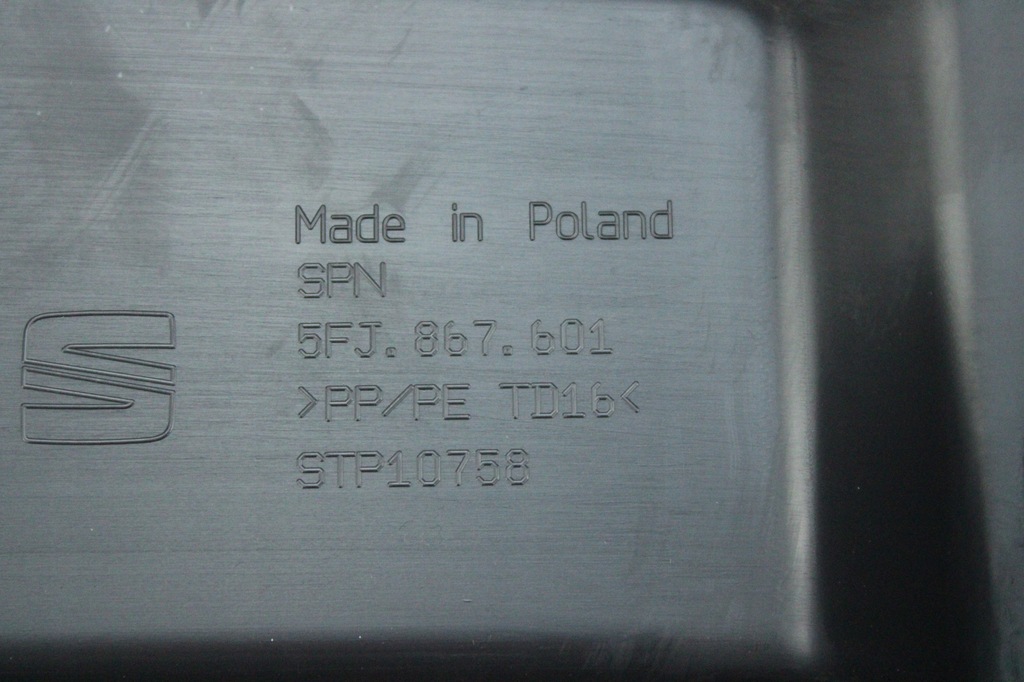 Made in Poland
SPN
5FJ.867.601
>PP/PE TD16<
STP10758